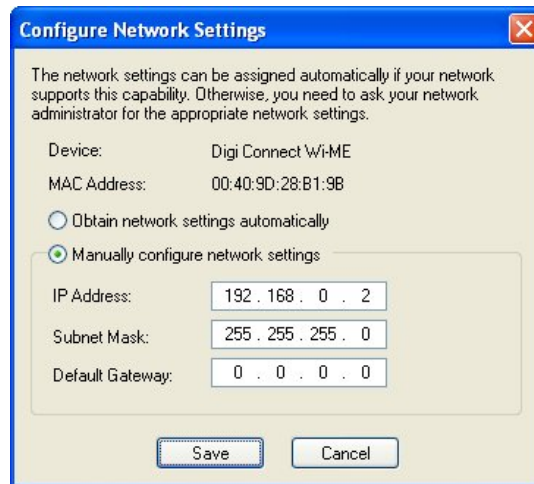 Configure Network Settings
The network settings can be assigned automatically if your network
supports this capability. Otherwise, you need to ask your network
administrator for the appropriate network settings.
Device: Digi Connect Wi-ME
MAC Address: 00:40:9D:28:B1:9B
Obtain network settings automatically
Manually configure network settings
IP Address: 192 . 168 . 0 . 2
Subnet Mask: 255 . 255 . 255 . 0
Default Gateway: 0 . 0 . 0 . 0
Save Cancel